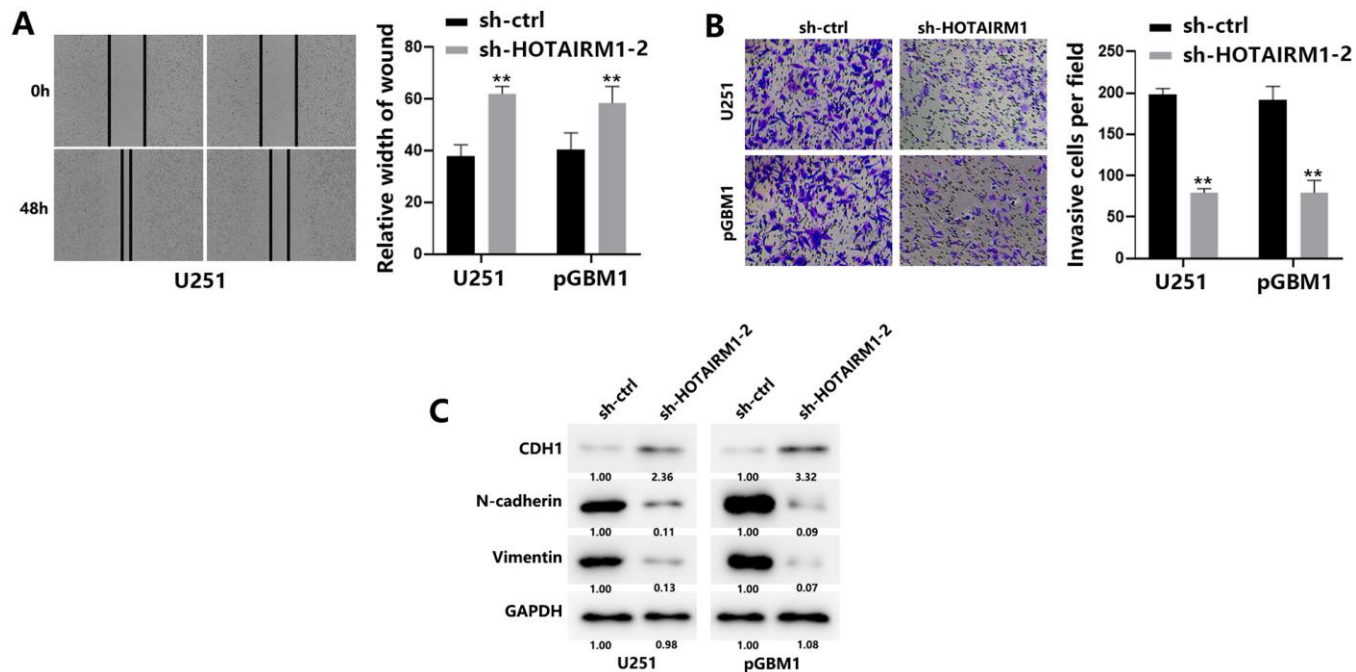 A
0h
48h
U251
sh-ctrl
sh-HOTAIRM1-2
Relative width of wound
80
60
40
20
0
**
**
U251
pGBM1
B
sh-ctrl
sh-HOTAIRM1
U251
pGBM1
sh-ctrl
sh-HOTAIRM1-2
Invasive cells per field
250
200
150
100
50
0
**
**
U251
pGBM1
C
sh-ctrl
sh-HOTAIRM1-2
sh-ctrl
sh-HOTAIRM1-2
CDH1
1.00 2.36 1.00 3.32
N-cadherin
1.00 0.11 1.00 0.09
Vimentin
1.00 0.13 1.00 0.07
GAPDH
1.00 0.98 1.00 1.08
U251 pGBM1